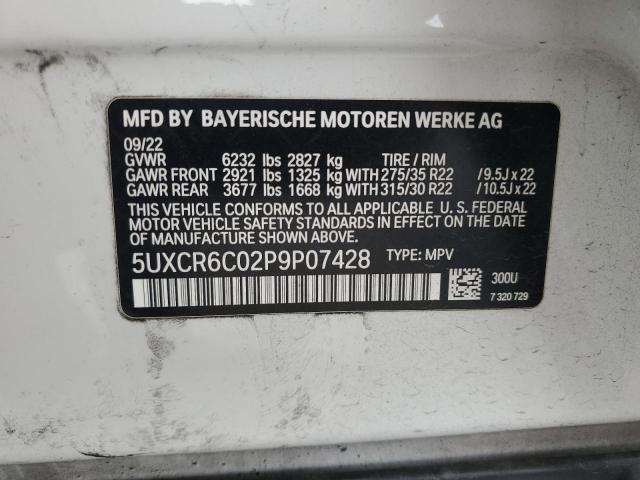 MFD BY BAYERISCHE MOTOREN WERKE AG
09/22
GVWR 6232 lbs 2827 kg TIRE / RIM
GAWR FRONT 2921 lbs 1325 kg WITH 275/35 R22 / 9.5J x 22
GAWR REAR 3677 lbs 1668 kg WITH 315/30 R22 / 10.5J x 22
THIS VEHICLE CONFORMS TO ALL APPLICABLE U. S. FEDERAL
MOTOR VEHICLE SAFETY STANDARDS IN EFFECT ON THE
DATE OF MANUFACTURE SHOWN ABOVE.
5UXCR6C02P9P07428 TYPE: MPV
300U
7 320 729